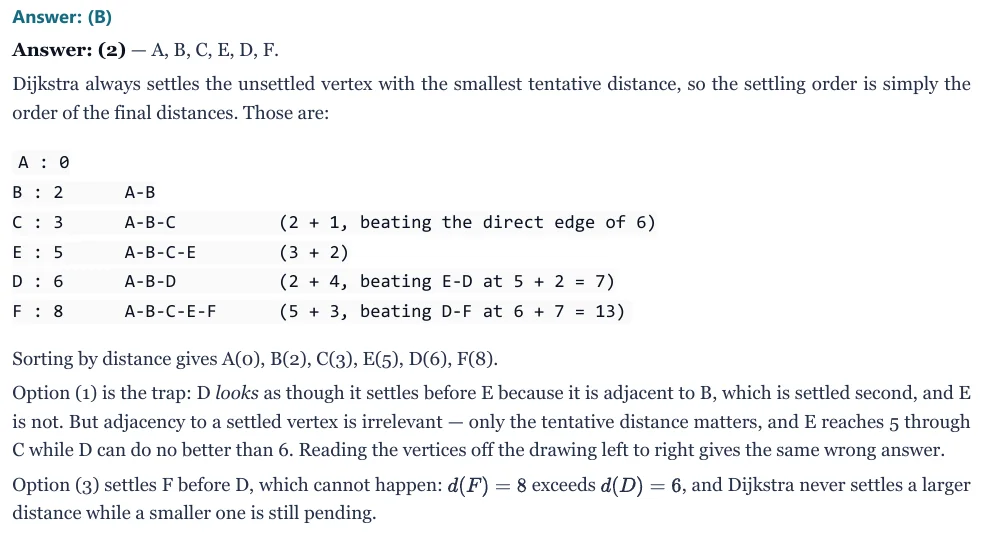 Answer: (B)
Answer: (2) — A, B, C, E, D, F.
Dijkstra always settles the unsettled vertex with the smallest tentative distance, so the settling order is simply the
order of the final distances. Those are:
A : 0
B : 2 A-B
C : 3 A-B-C (2 + 1, beating the direct edge of 6)
E : 5 A-B-C-E (3 + 2)
D : 6 A-B-D (2 + 4, beating E-D at 5 + 2 = 7)
F : 8 A-B-C-E-F (5 + 3, beating D-F at 6 + 7 = 13)
Sorting by distance gives A(0), B(2), C(3), E(5), D(6), F(8).
Option (1) is the trap: D looks as though it settles before E because it is adjacent to B, which is settled second, and E
is not. But adjacency to a settled vertex is irrelevant — only the tentative distance matters, and E reaches 5 through
C while D can do no better than 6. Reading the vertices off the drawing left to right gives the same wrong answer.
Option (3) settles F before D, which cannot happen: d(F) = 8 exceeds d(D) = 6, and Dijkstra never settles a larger
distance while a smaller one is still pending.